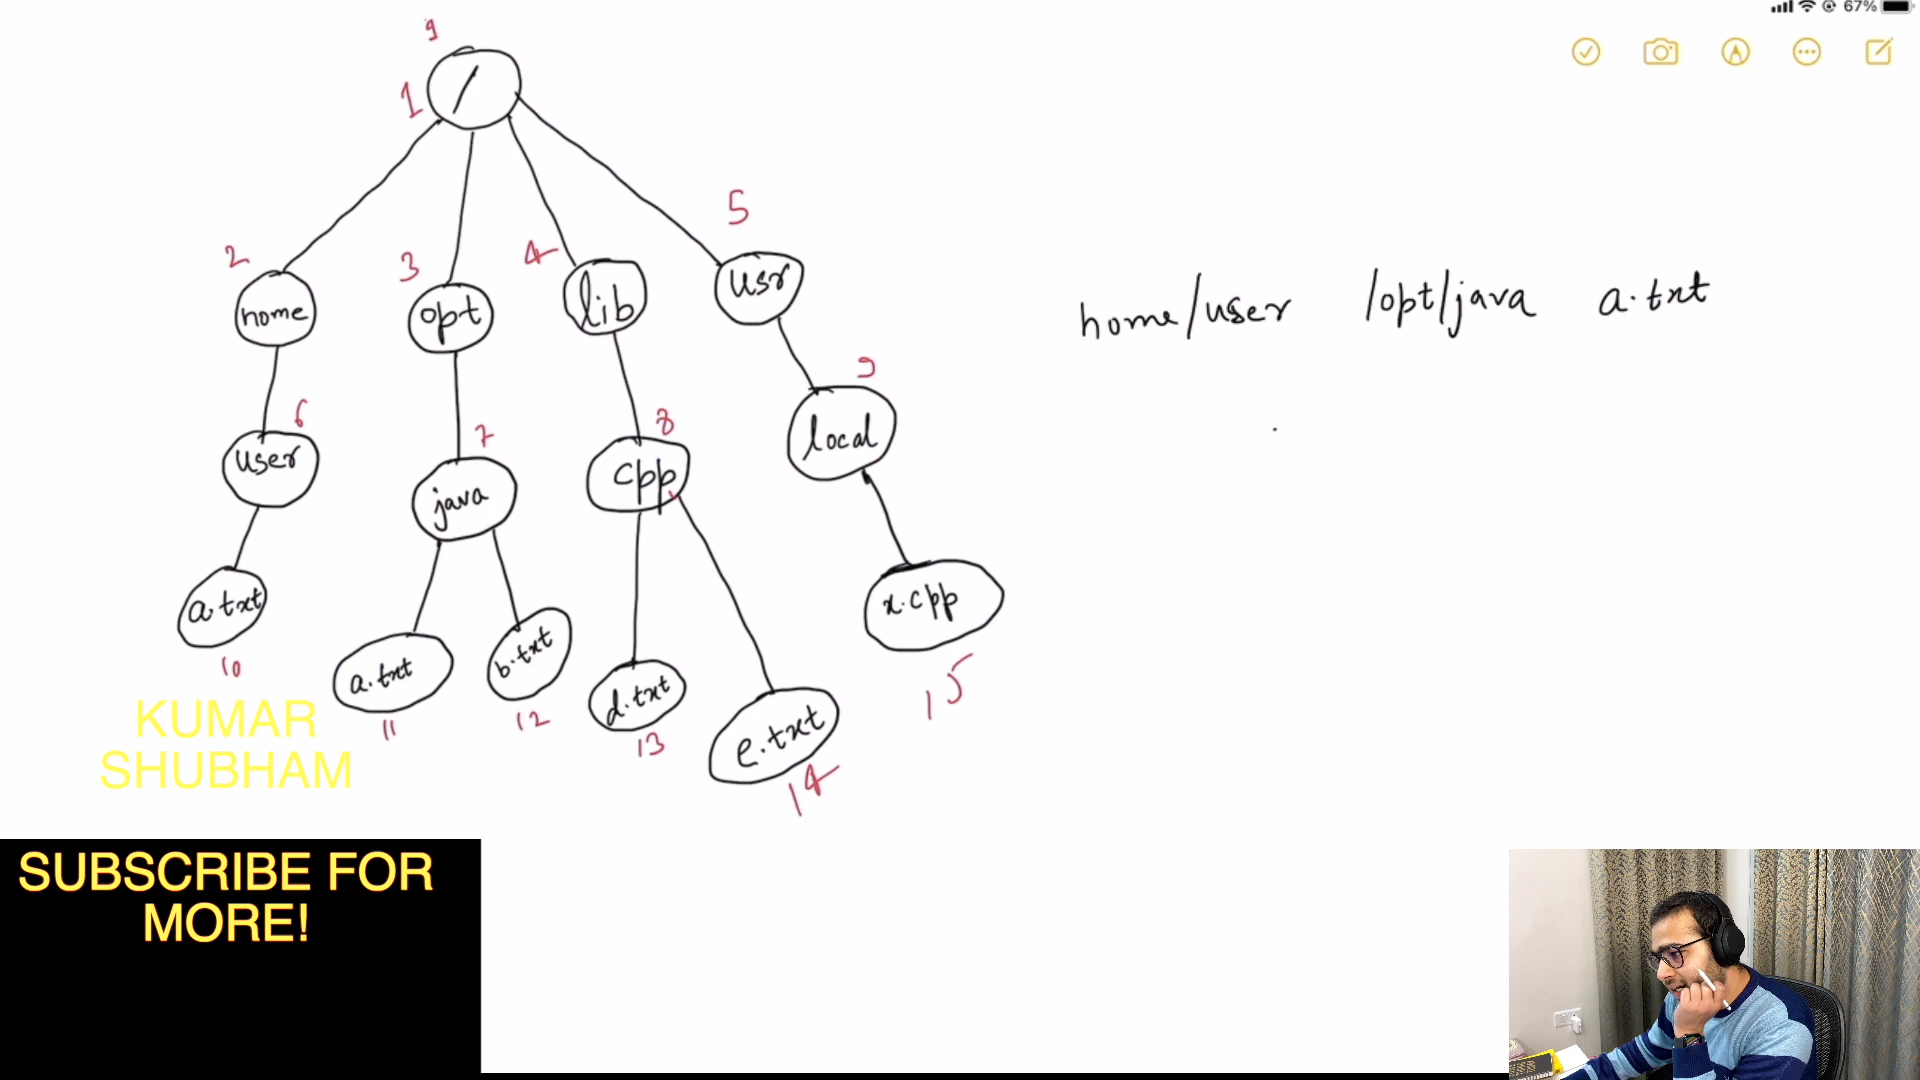 67%
1
1
/
5
2
3
4
home
opt
lib
usr
home/user /opt/java a.txt
9
6
7
8
user
java
cpp
local
a.txt
x.cpp
10
a.txt
b.txt
d.txt
e.txt
11
12
13
14
15
KUMAR
SHUBHAM
SUBSCRIBE FOR
MORE!